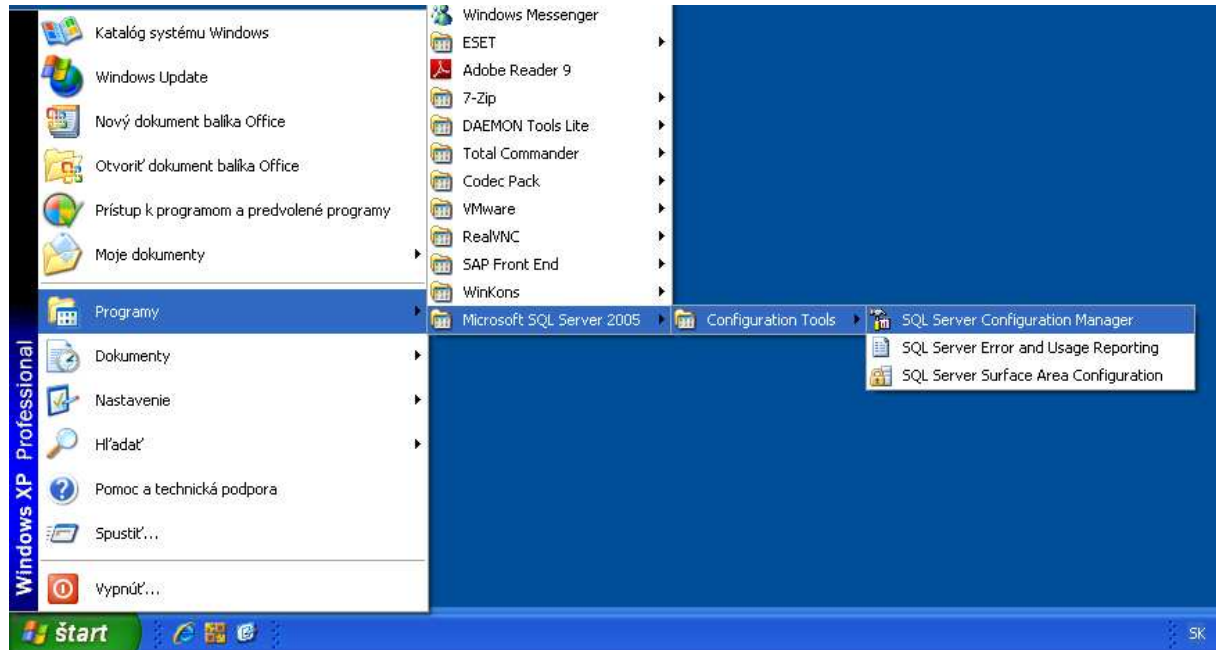 Katalóg systému Windows
Windows Update
Nový dokument balíka Office
Otvoriť dokument balíka Office
Prístup k programom a predvolené programy
Moje dokumenty
Programy
Dokumenty
Nastavenie
Hľadať
Pomoc a technická podpora
Spustiť...
Vypnúť...
Windows XP Professional
Windows Messenger
ESET
Adobe Reader 9
7-Zip
DAEMON Tools Lite
Total Commander
Codec Pack
VMware
RealVNC
SAP Front End
WinKons
Microsoft SQL Server 2005
Configuration Tools
SQL Server Configuration Manager
SQL Server Error and Usage Reporting
SQL Server Surface Area Configuration
štart
SK